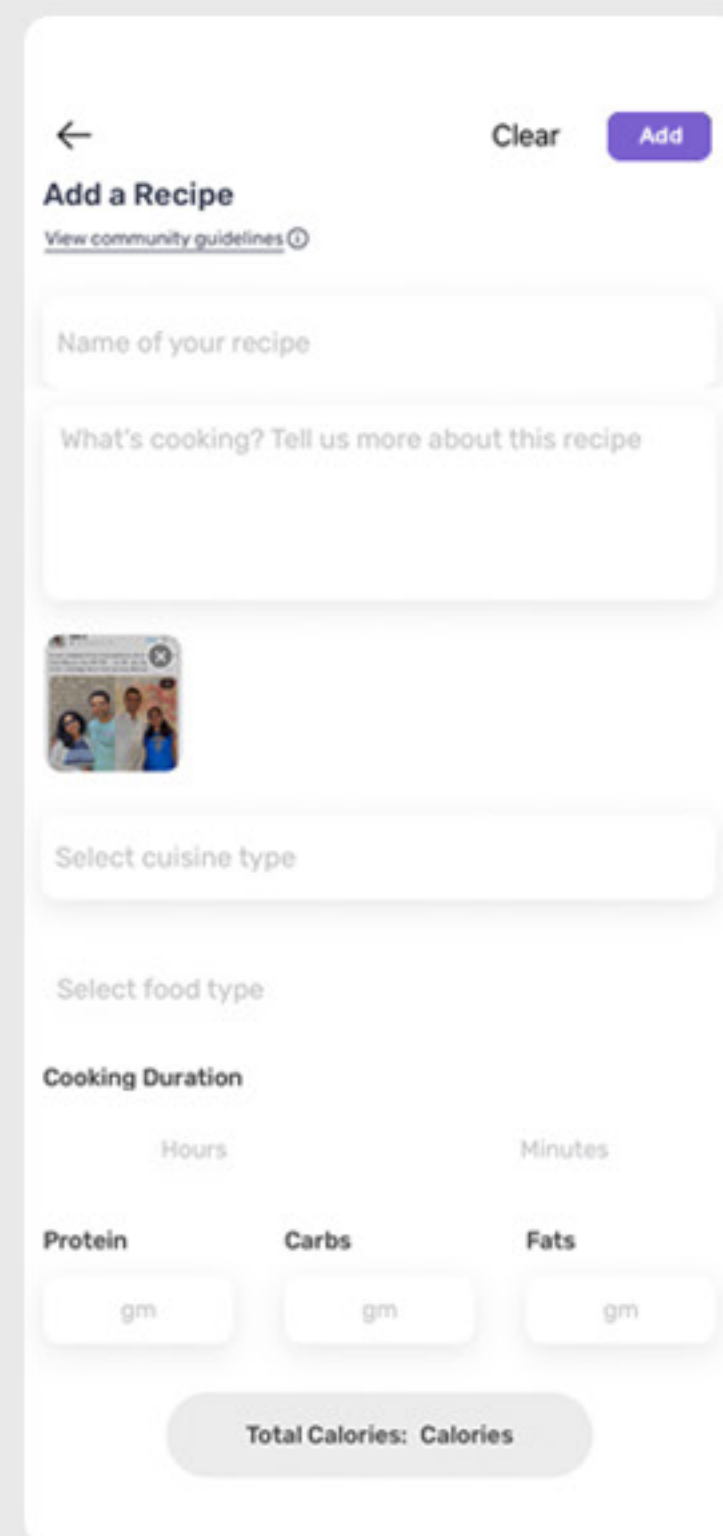 Clear Add
Add a Recipe
View community guidelines
Name of your recipe
What's cooking? Tell us more about this recipe
Select cuisine type
Select food type
Cooking Duration
Hours Minutes
Protein Carbs Fats
gm gm gm
Total Calories: Calories